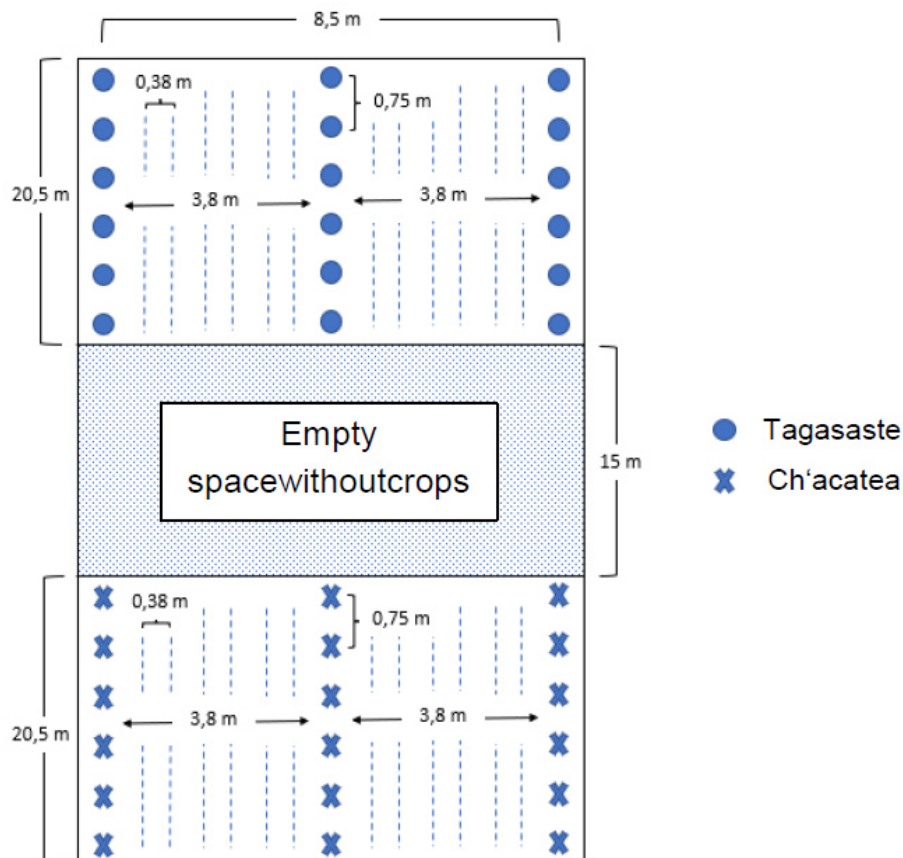 8,5 m
0,38 m
0,75 m
20,5 m
3,8 m
3,8 m
Empty
spacewithoutcrops
15 m
Tagasaste
Ch‘acatea
0,38 m
0,75 m
3,8 m
3,8 m
20,5 m